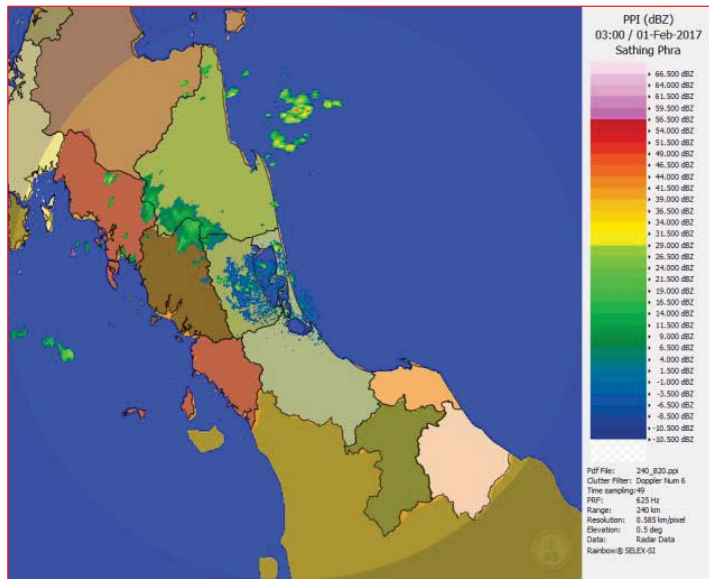 PPI (dBZ)
03:00 / 01-Feb-2017
Sathing Phra
66.500 dBZ
64.000 dBZ
61.500 dBZ
59.500 dBZ
56.500 dBZ
54.000 dBZ
51.500 dBZ
49.000 dBZ
46.500 dBZ
44.000 dBZ
41.500 dBZ
39.000 dBZ
36.500 dBZ
34.000 dBZ
31.500 dBZ
29.000 dBZ
26.500 dBZ
24.000 dBZ
21.500 dBZ
19.000 dBZ
16.500 dBZ
14.000 dBZ
11.500 dBZ
9.000 dBZ
6.500 dBZ
4.000 dBZ
1.500 dBZ
-1.000 dBZ
-3.500 dBZ
-6.500 dBZ
-8.500 dBZ
-10.500 dBZ
-10.500 dBZ
Pdf File: 240_820.ppi
Clutter Filter: Doppler Num 6
Time sampling:49
PRF: 625 Hz
Range: 240 km
Resolution: 0.585 km/pixel
Elevation: 0.5 deg
Data: Radar Data
Rainbow® SELEX-SI